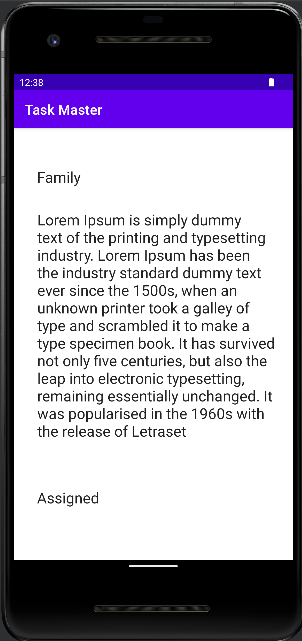 12:38
Task Master
Family
Lorem Ipsum is simply dummy
text of the printing and typesetting
industry. Lorem Ipsum has been
the industry standard dummy text
ever since the 1500s, when an
unknown printer took a galley of
type and scrambled it to make a
type specimen book. It has survived
not only five centuries, but also the
leap into electronic typesetting,
remaining essentially unchanged. It
was popularised in the 1960s with
the release of Letraset
Assigned